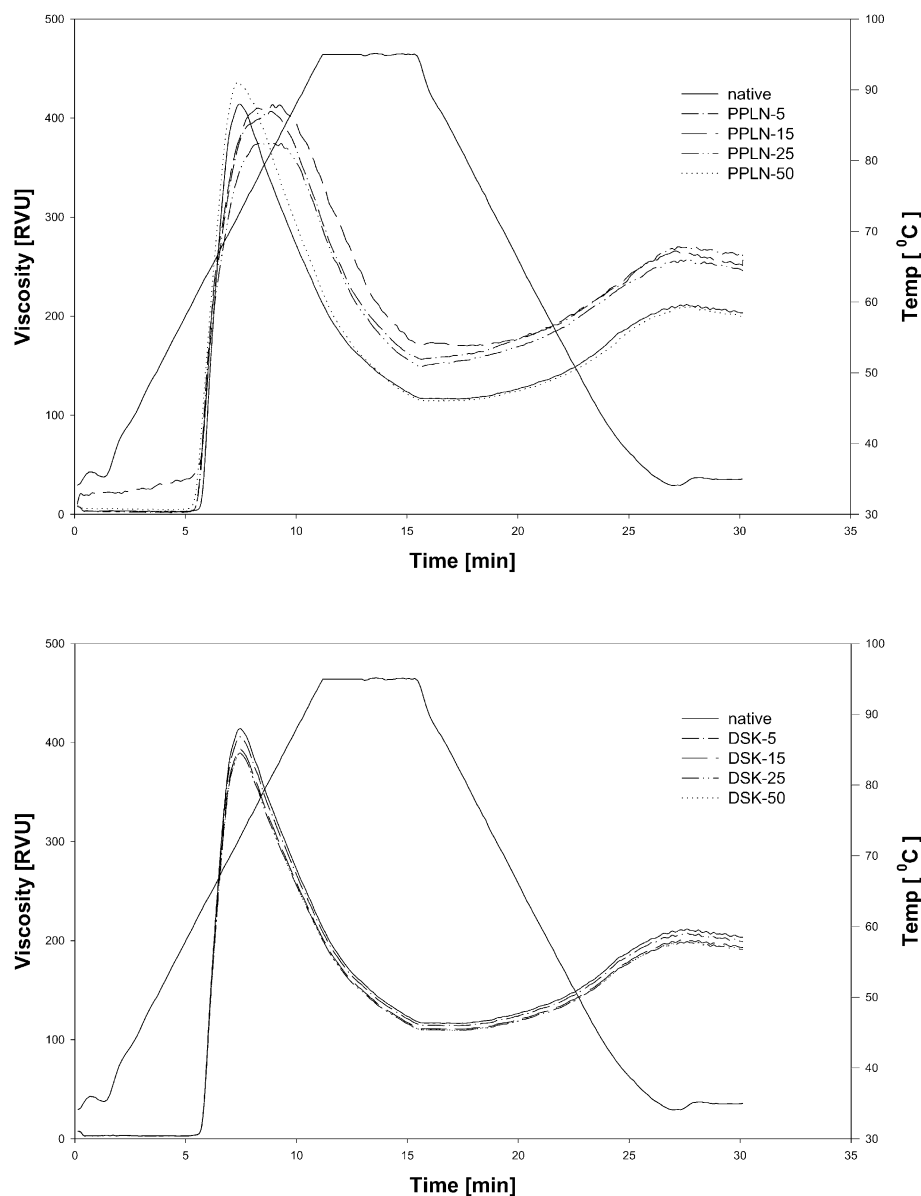 500
400
300
200
100
0
Viscosity [RVU]
100
90
80
70
60
50
40
30
Temp [ ⁰C ]
native
PPLN-5
PPLN-15
PPLN-25
PPLN-50
0 5 10 15 20 25 30 35
Time [min]
500
400
300
200
100
0
Viscosity [RVU]
100
90
80
70
60
50
40
30
Temp [ ⁰C ]
native
DSK-5
DSK-15
DSK-25
DSK-50
0 5 10 15 20 25 30 35
Time [min]